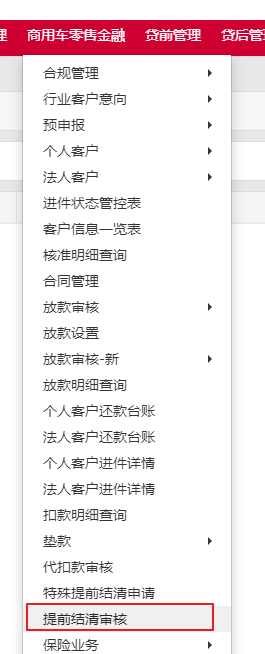 理 商用车零售金融 贷前管理 贷后管
合规管理
行业客户意向
预申报
个人客户
法人客户
进件状态管控表
客户信息一览表
核准明细查询
合同管理
放款审核
放款设置
放款审核-新
放款明细查询
个人客户还款台账
法人客户还款台账
个人客户进件详情
法人客户进件详情
扣款明细查询
垫款
代扣款审核
特殊提前结清申请
提前结清审核
保险业务